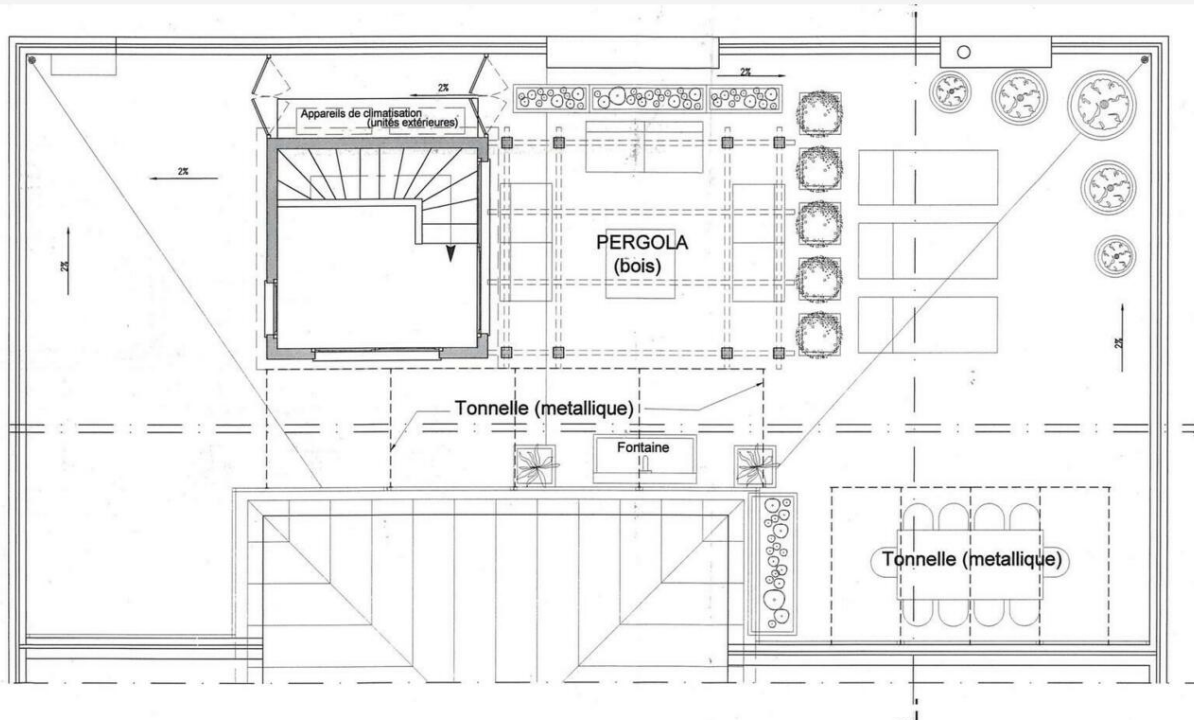 2%
2%
Appareils de climatisation
(unités extérieures)
2%
2%
PERGOLA
(bois)
2%
Tonnelle (metallique)
Fontaine
Tonnelle (metallique)